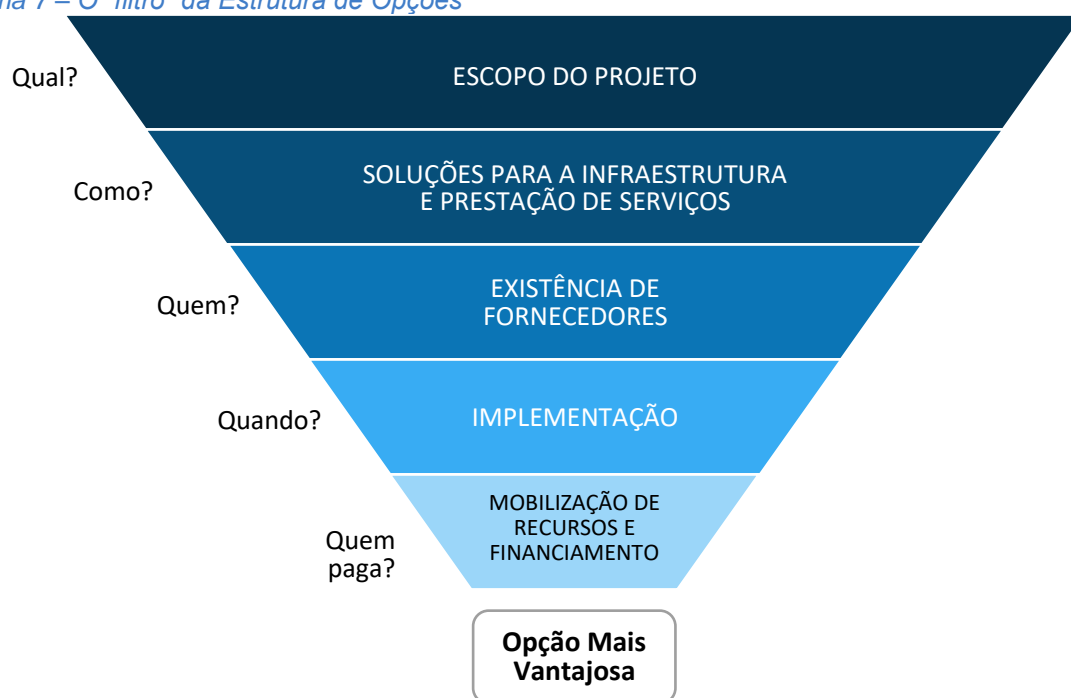 7 – O "filtro" da Estrutura de Opções
Qual?
ESCOPO DO PROJETO
Como?
SOLUÇÕES PARA A INFRAESTRUTURA
E PRESTAÇÃO DE SERVIÇOS
Quem?
EXISTÊNCIA DE
FORNECEDORES
Quando?
IMPLEMENTAÇÃO
Quem
paga?
MOBILIZAÇÃO DE
RECURSOS E
FINANCIAMENTO
Opção Mais
Vantajosa